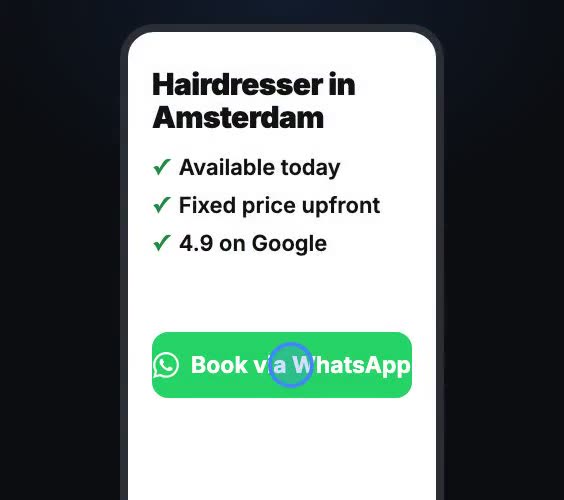 Hairdresser in
Amsterdam
✓ Available today
✓ Fixed price upfront
✓ 4.9 on Google
Book via WhatsApp